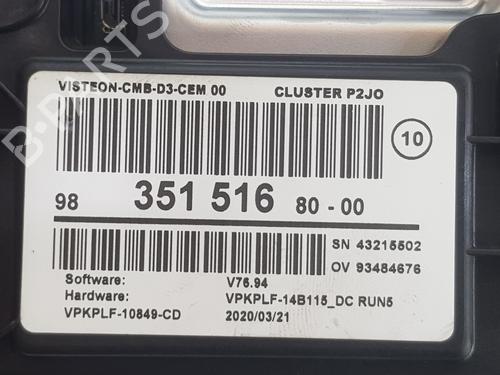 VISTEON-CMB-D3-CEM 00 CLUSTER P2JO
10
98 351 516 80-00
SN 43215502
OV 93484676
Software: V76.94
Hardware: VPKPLF-14B115_DC RUN5
VPKPLF-10849-CD 2020/03/21
B-PARTS